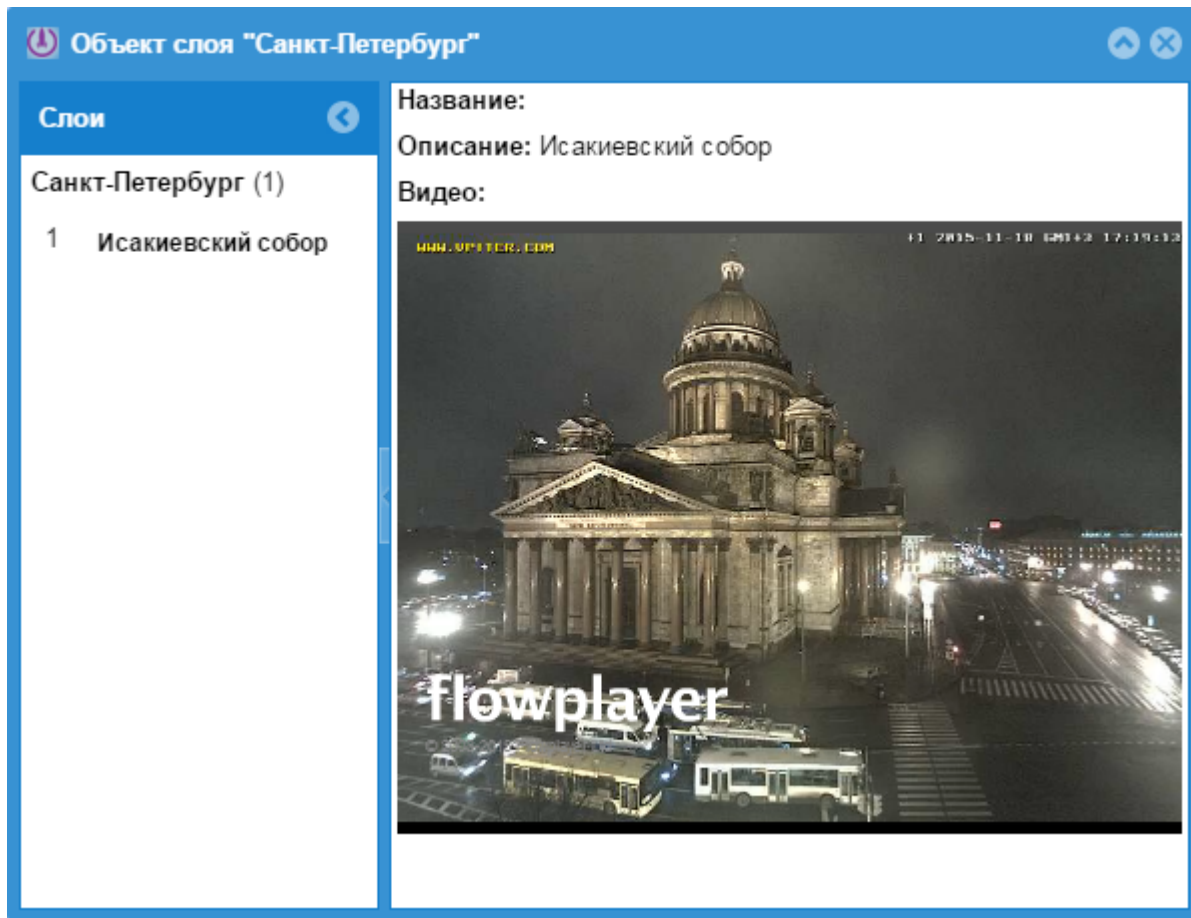 Объект слоя "Санкт-Петербург"
Слои
Санкт-Петербург (1)
1 Исакиевский собор
Название:
Описание: Исакиевский собор
Видео:
WWW.VPITER.COM
+1 2015-11-10 GMT+3 17:19:13
flowplayer